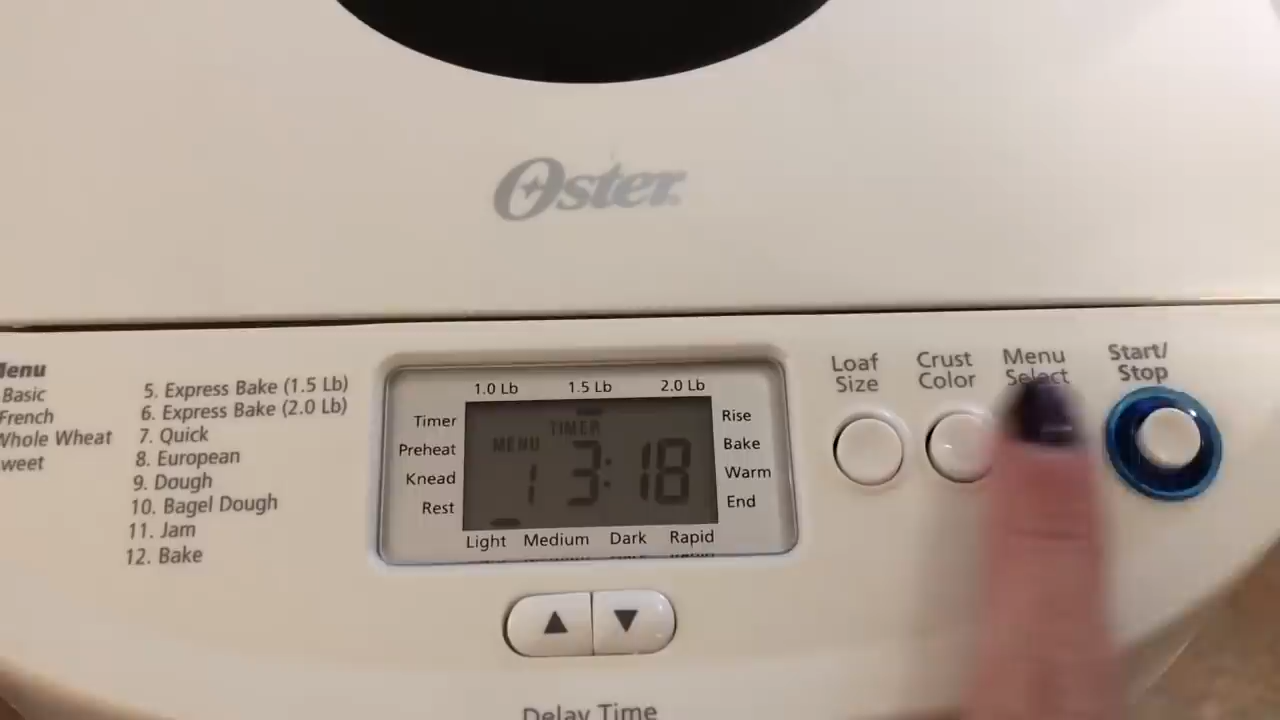 Oster
Menu
Basic
French
Whole Wheat
weet
5. Express Bake (1.5 Lb)
6. Express Bake (2.0 Lb)
7. Quick
8. European
9. Dough
10. Bagel Dough
11. Jam
12. Bake
1.0 Lb 1.5 Lb 2.0 Lb
Timer
Preheat
Knead
Rest
TIMER
MENU
1 3:18
Rise
Bake
Warm
End
Light Medium Dark Rapid
Loaf
Size
Crust
Color
Menu
Select
Start/
Stop
Delay Time